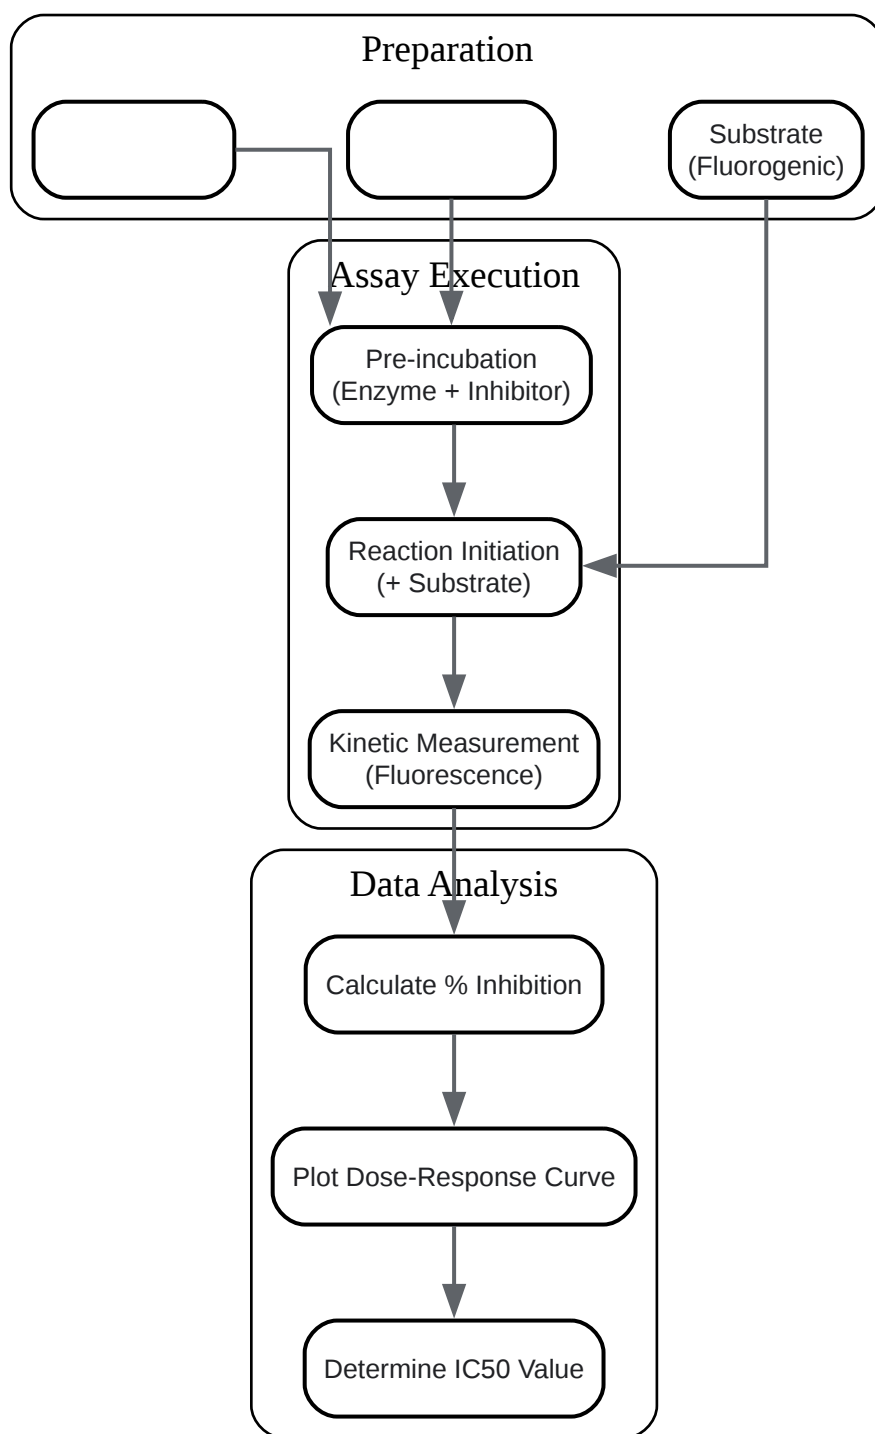 Preparation
Substrate
(Fluorogenic)
Assay Execution
Pre-incubation
(Enzyme + Inhibitor)
Reaction Initiation
(+ Substrate)
Kinetic Measurement
(Fluorescence)
Data Analysis
Calculate % Inhibition
Plot Dose-Response Curve
Determine IC50 Value